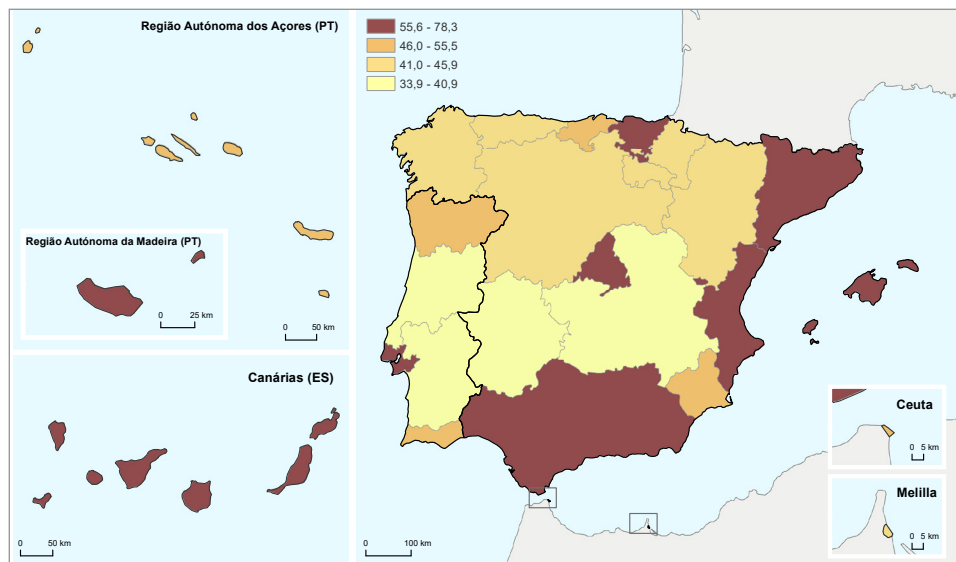 Região Autónoma dos Açores (PT)
55,6 - 78,3
46,0 - 55,5
41,0 - 45,9
33,9 - 40,9
Região Autónoma da Madeira (PT)
0 25 km
0 50 km
Canárias (ES)
0 50 km
0 100 km
Ceuta
0 5 km
Melilla
0 5 km